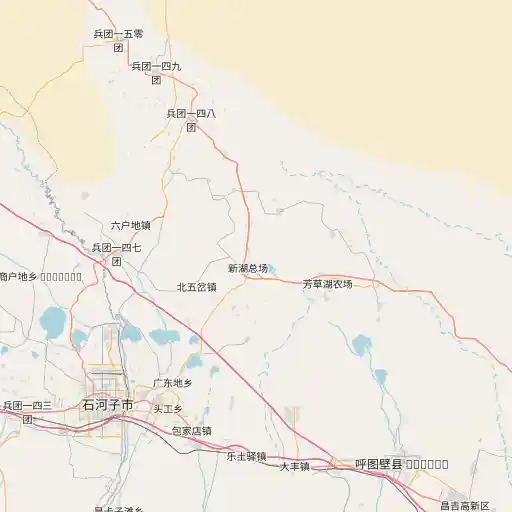 兵团一五零
团
兵团一四九
团
兵团一四八
团
六户地镇
兵团一四七
团
新湖总场
商户地乡
北五岔镇
芳草湖农场
广东地乡
石河子市
兵团一四三
团
头工乡
包家店镇
乐土驿镇
大丰镇
呼图壁县
昌吉高新区